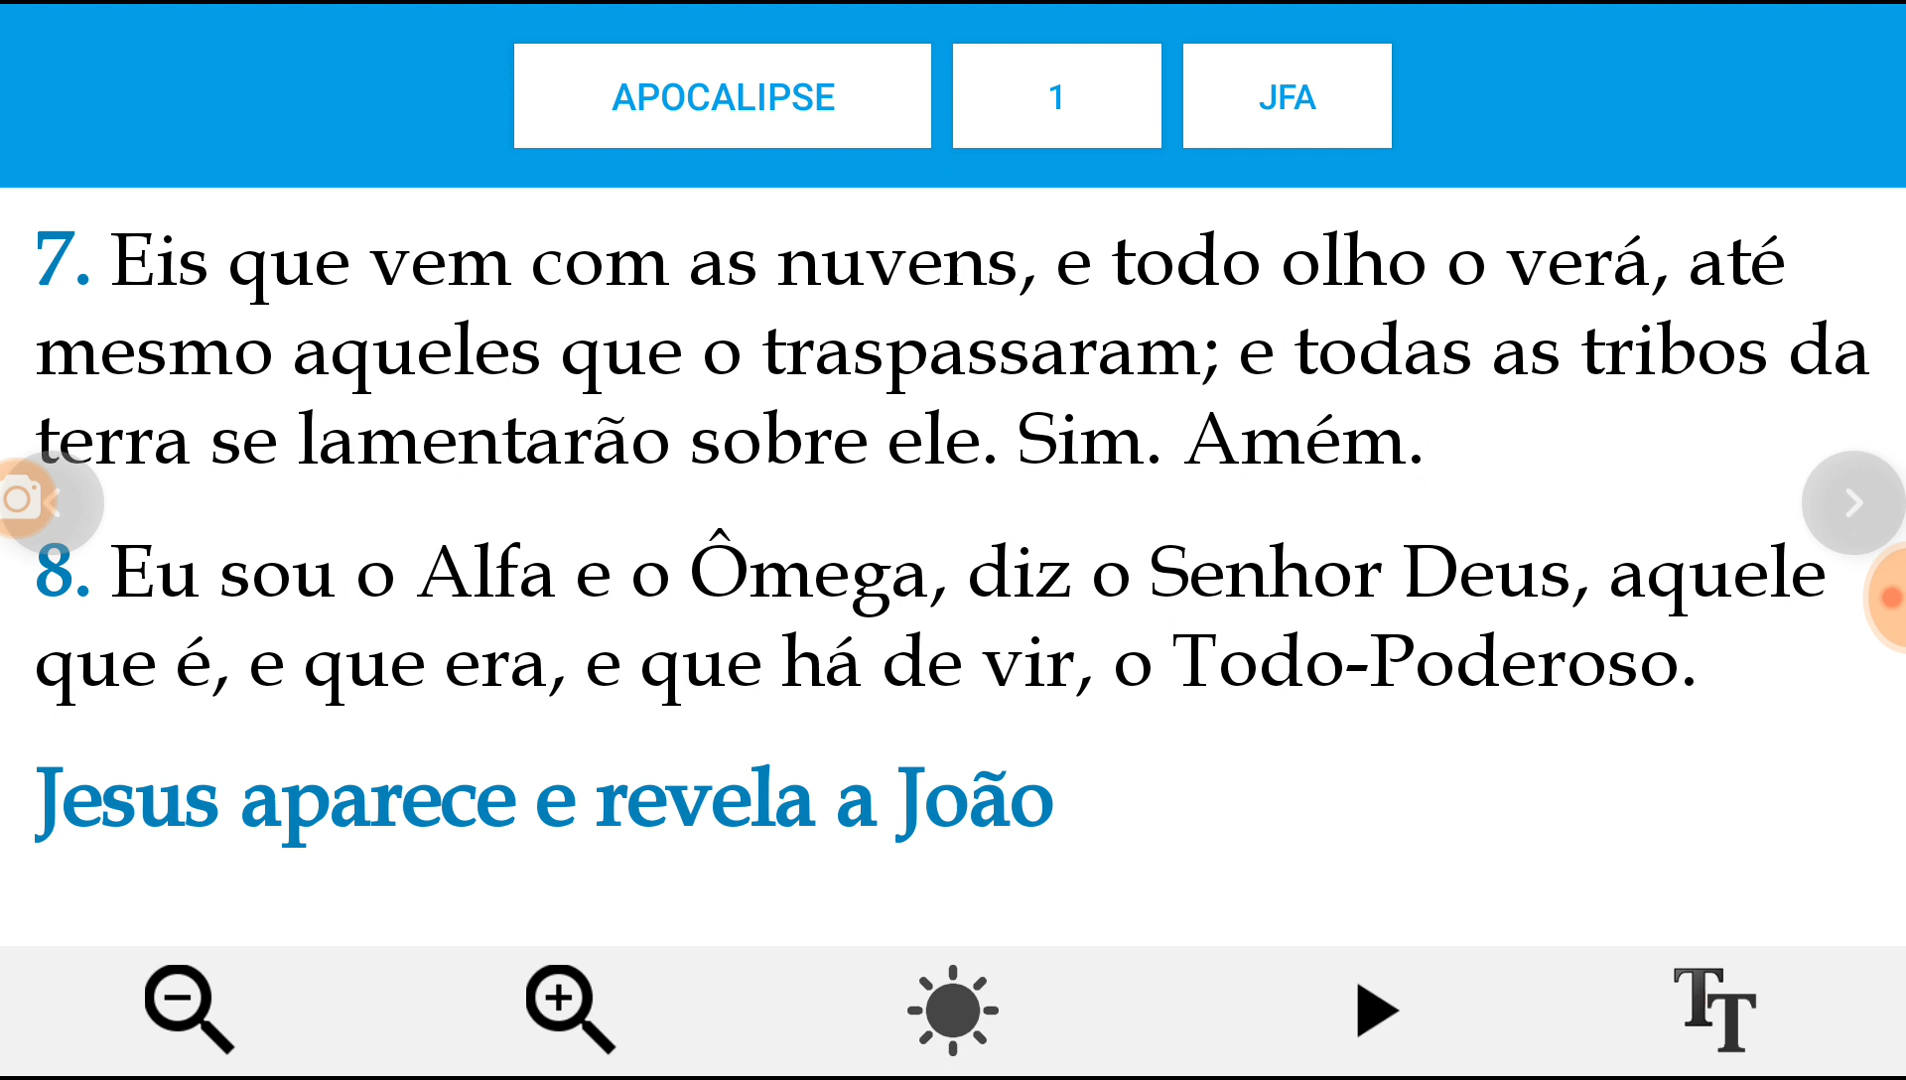 APOCALIPSE 1 JFA
7. Eis que vem com as nuvens, e todo olho o verá, até
mesmo aqueles que o traspassaram; e todas as tribos da
terra se lamentarão sobre ele. Sim. Amém.
8. Eu sou o Alfa e o Ômega, diz o Senhor Deus, aquele
que é, e que era, e que há de vir, o Todo-Poderoso.
Jesus aparece e revela a João
TT